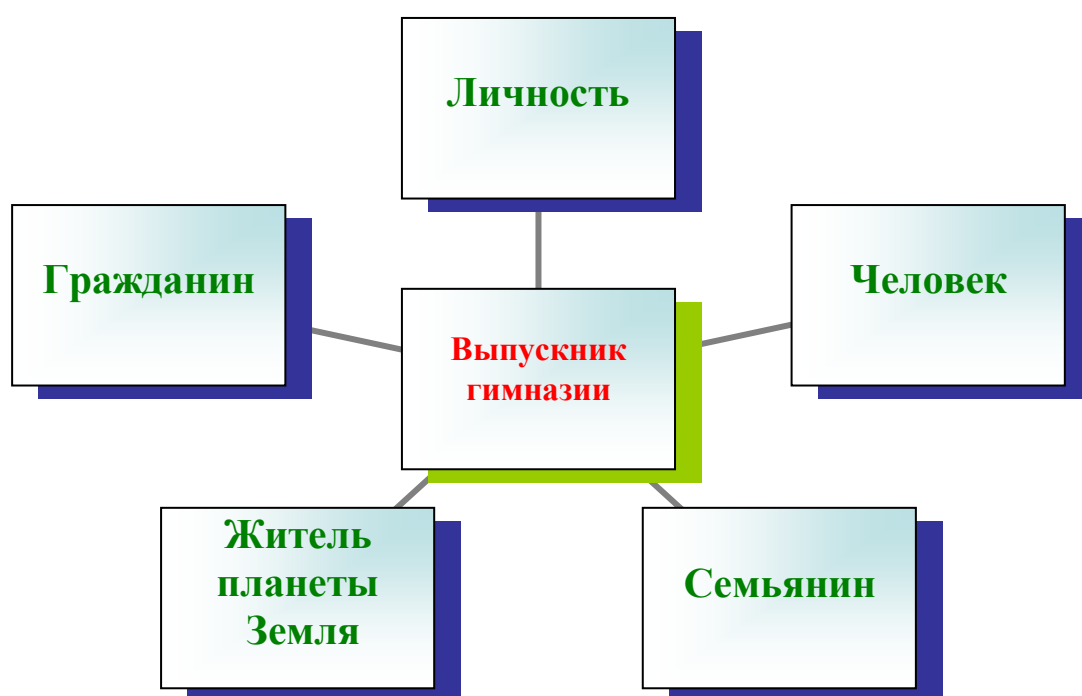 Личность
Гражданин
Человек
Выпускник
гимназии
Житель
планеты
Земля
Семьянин